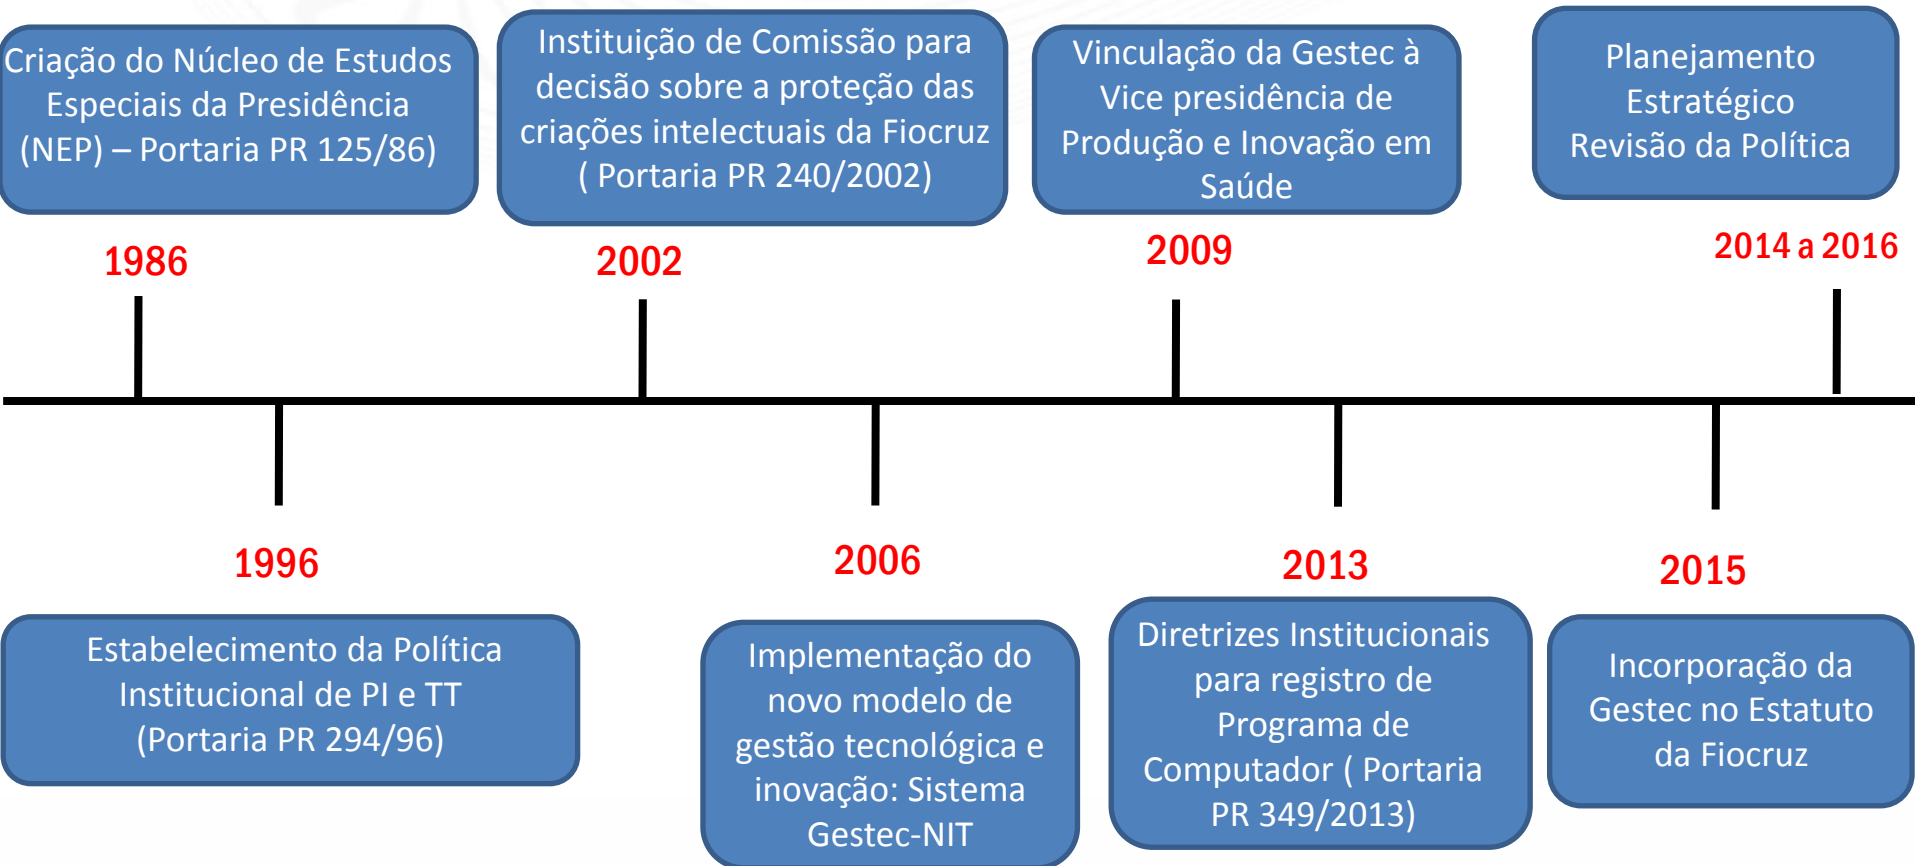 Criação do Núcleo de Estudos
Especiais da Presidência
(NEP) – Portaria PR 125/86)
Instituição de Comissão para
decisão sobre a proteção das
criações intelectuais da Fiocruz
( Portaria PR 240/2002)
Vinculação da Gestec à
Vice presidência de
Produção e Inovação em
Saúde
Planejamento
Estratégico
Revisão da Política
1986
2002
2009
2014 a 2016
1996
2006
2013
2015
Estabelecimento da Política
Institucional de PI e TT
(Portaria PR 294/96)
Implementação do
novo modelo de
gestão tecnológica e
inovação: Sistema
Gestec-NIT
Diretrizes Institucionais
para registro de
Programa de
Computador ( Portaria
PR 349/2013)
Incorporação da
Gestec no Estatuto
da Fiocruz